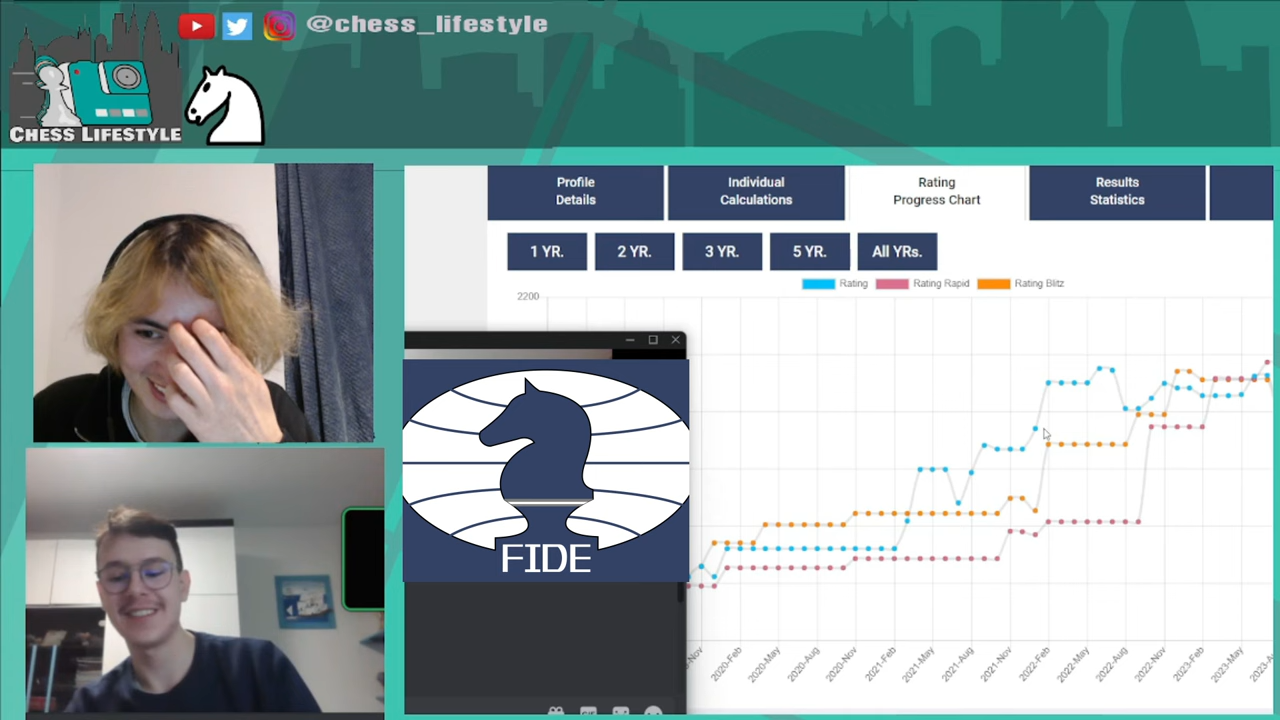 @chess_lifestyle
CHESS LIFESTYLE
Profile
Details
Individual
Calculations
Rating
Progress Chart
Results
Statistics
1 YR.
2 YR.
3 YR.
5 YR.
All YRs.
Rating
Rating Rapid
Rating Blitz
2200
FIDE
GIF
-Nov
2020-Feb
2020-May
2020-Aug
2020-Nov
2021-Feb
2021-May
2021-Aug
2021-Nov
2022-Feb
2022-May
2022-Aug
2022-Nov
2023-Feb
2023-May
2023-A